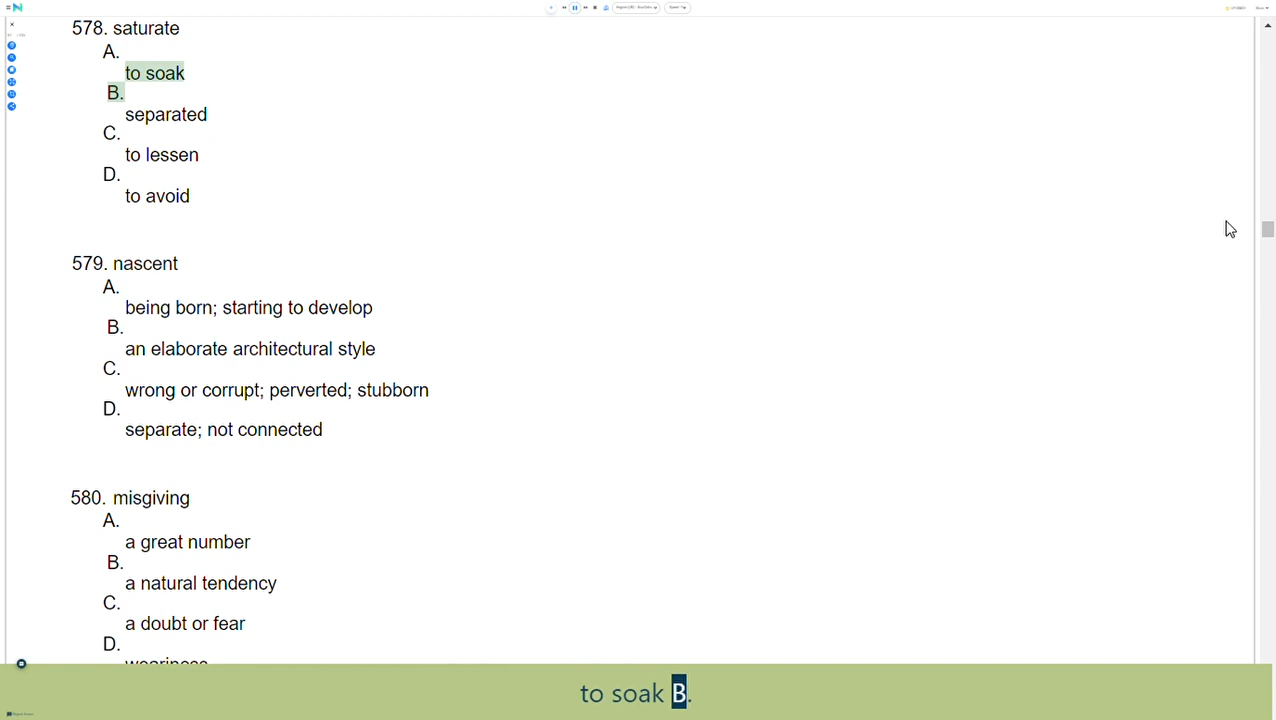 578. saturate
A.
to soak
B.
separated
C.
to lessen
D.
to avoid
579. nascent
A.
being born; starting to develop
B.
an elaborate architectural style
C.
wrong or corrupt; perverted; stubborn
D.
separate; not connected
580. misgiving
A.
a great number
B.
a natural tendency
C.
a doubt or fear
D.
weariness
to soak B.